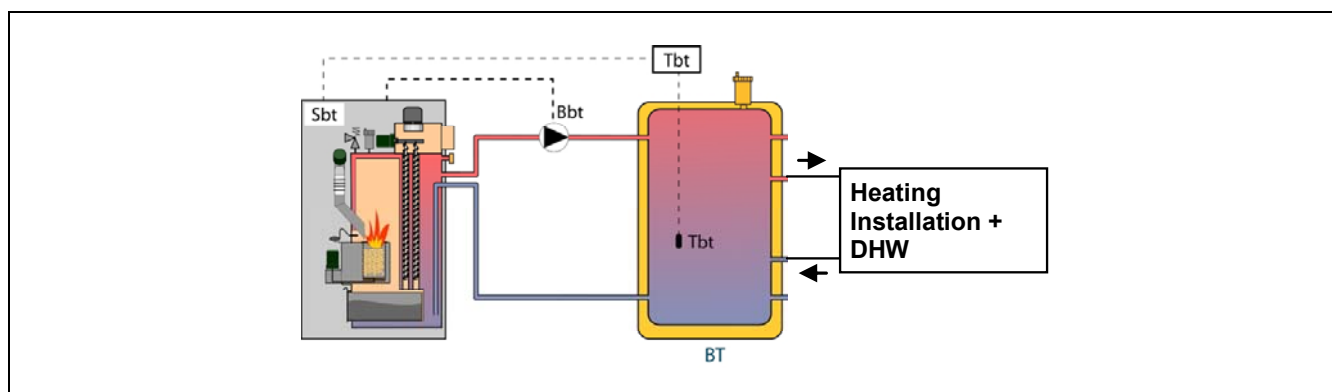 Tbt
Sbt
Bbt
Tbt
Heating
Installation +
DHW
BT